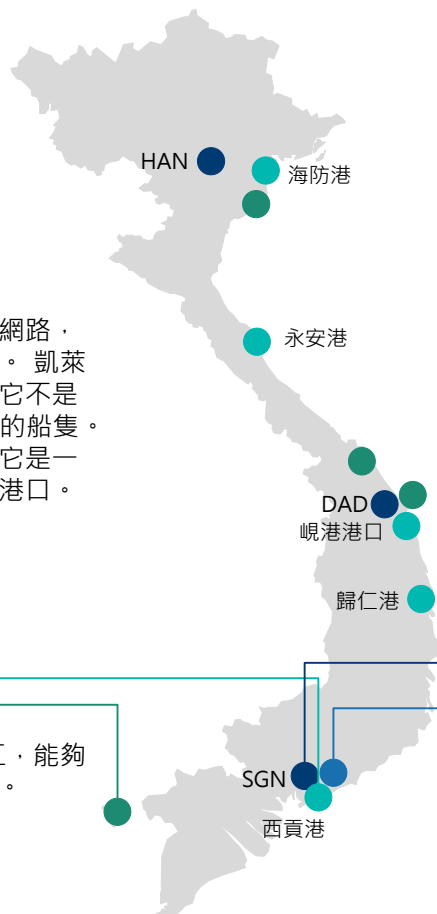 HAN
海防港
網路，
。 凱萊
它不是
的船隻。
它是一
港口。
永安港
DAD
峴港港口
歸仁港
工，能夠
。
SGN
西貢港